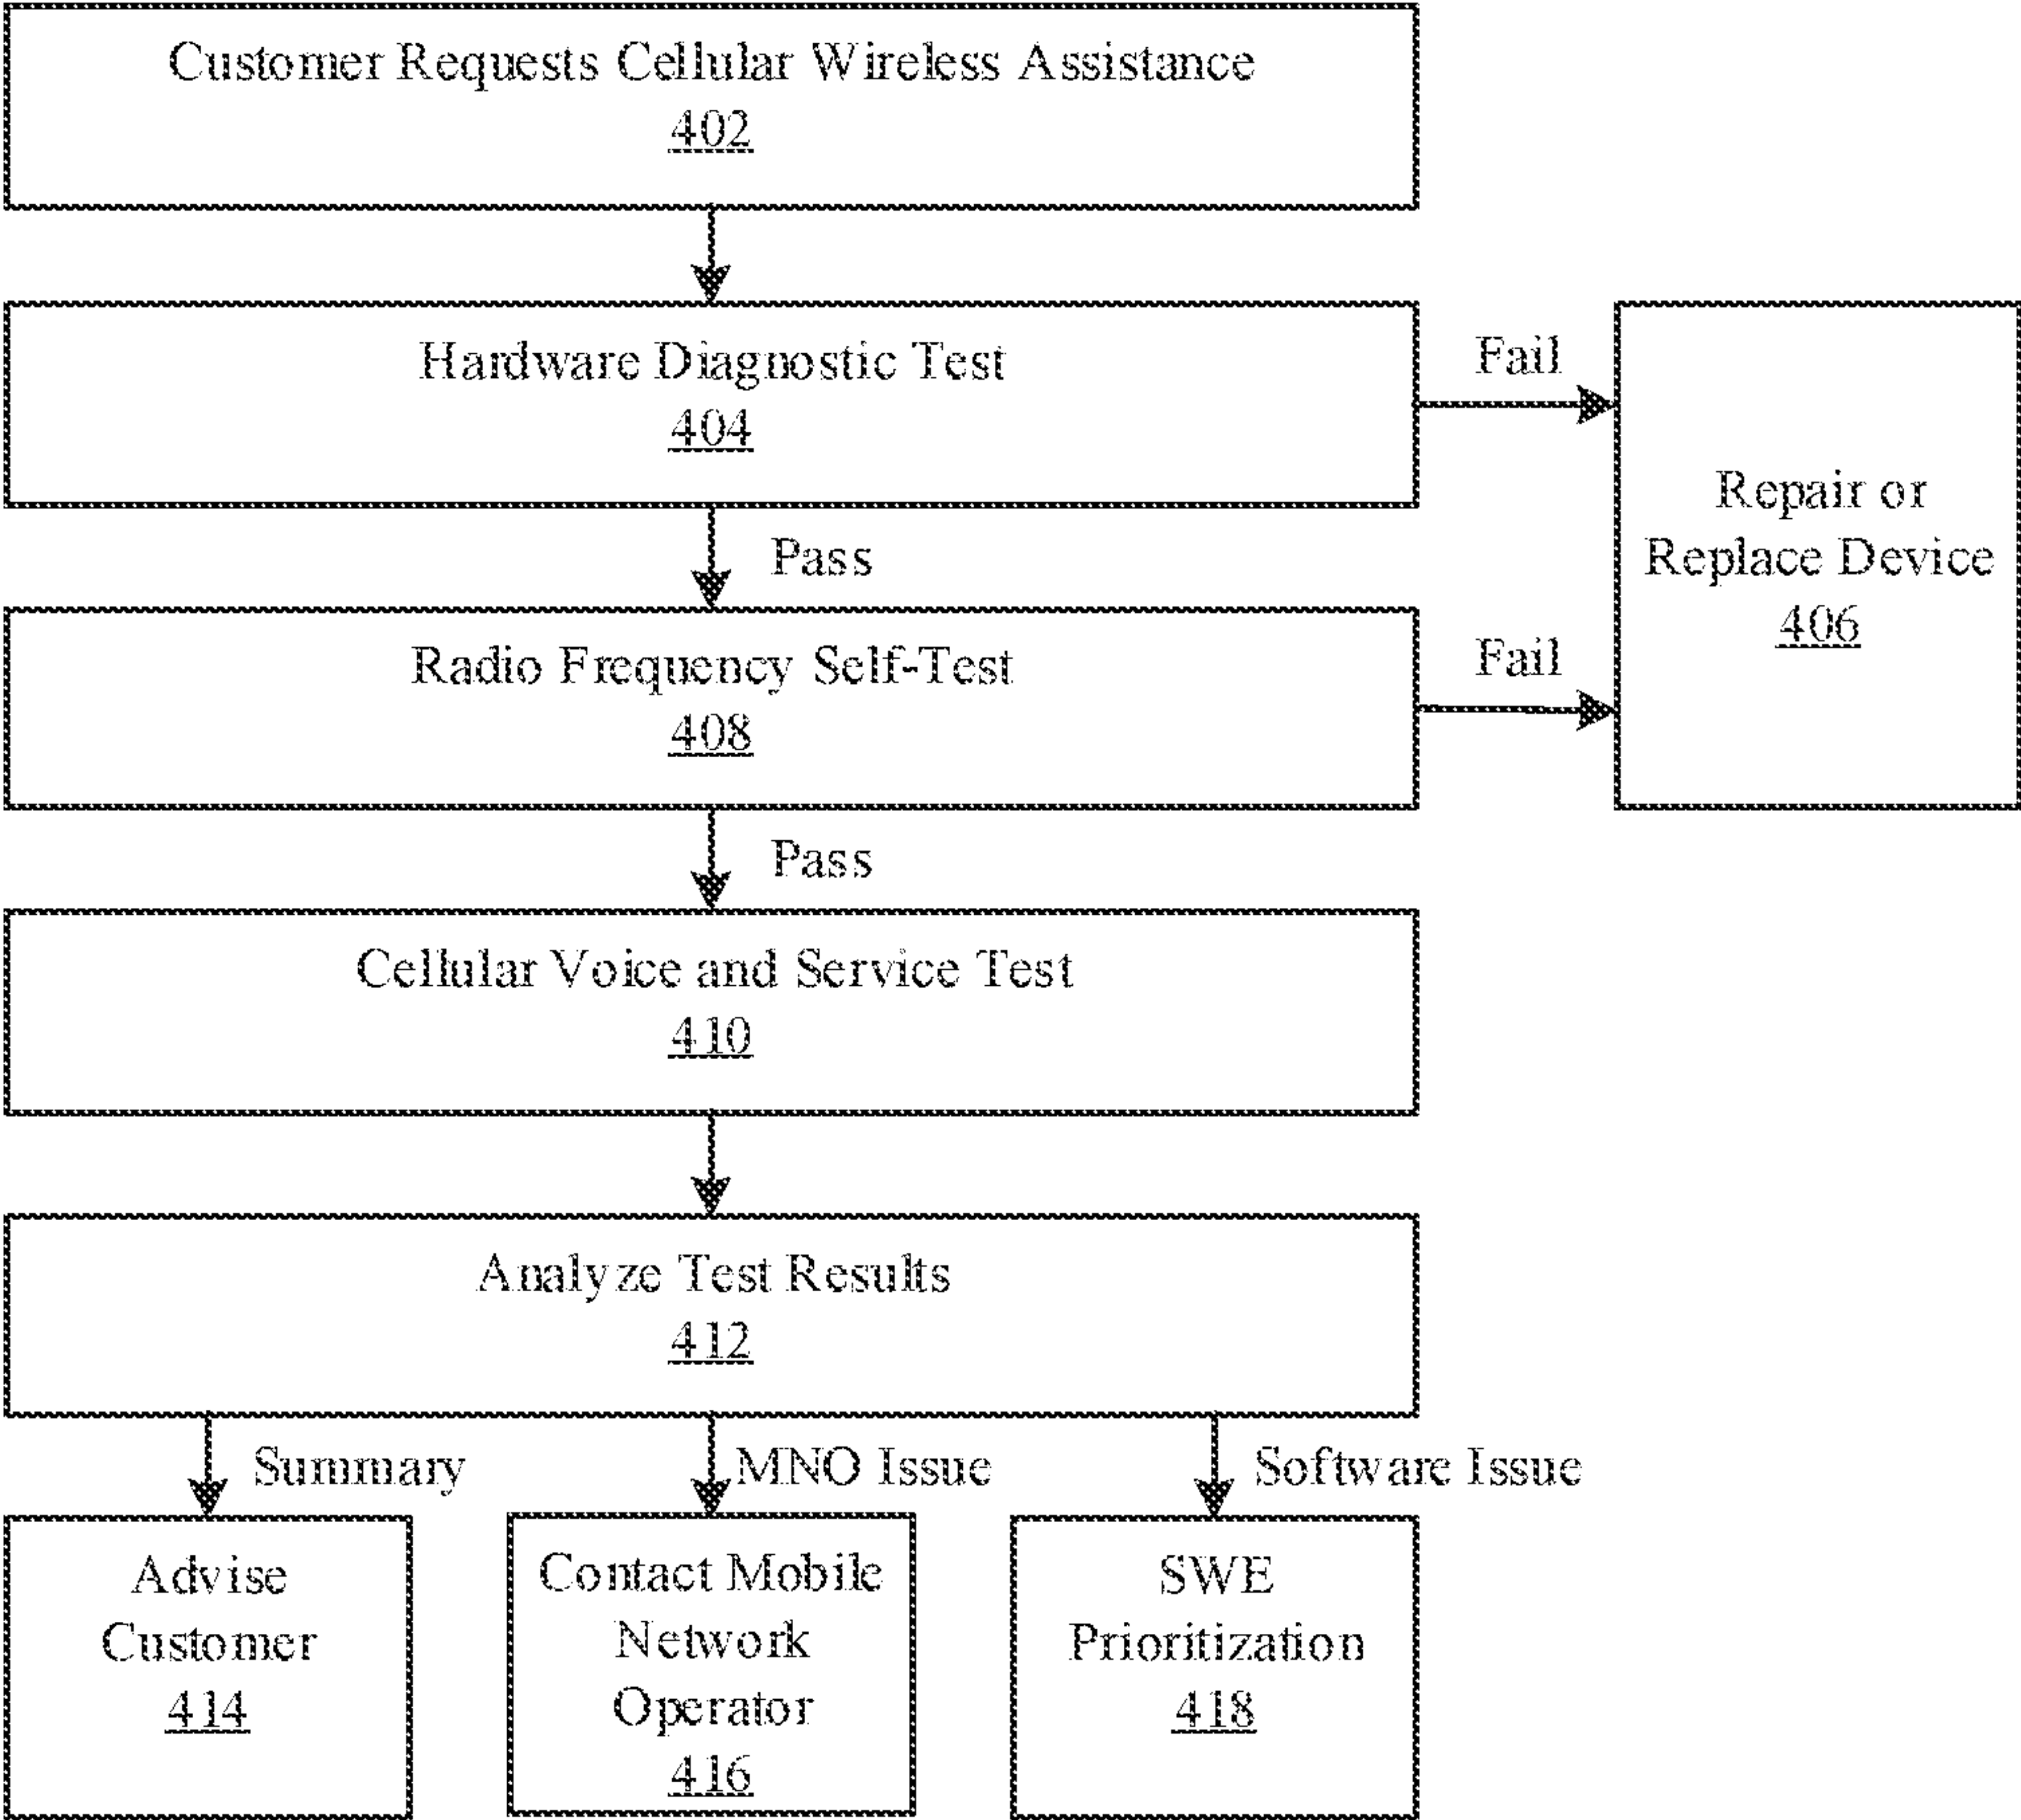 Customer Requests Cellular Wireless Assistance
402
Hardware Diagnostic Test
404
Fail
Repair or
Replace Device
406
Pass
Radio Frequency Self-Test
408
Fail
Pass
Cellular Voice and Service Test
410
Analyze Test Results
412
Summary
MNO Issue
Software Issue
Advise
Customer
414
Contact Mobile
Network
Operator
416
SWE
Prioritization
418